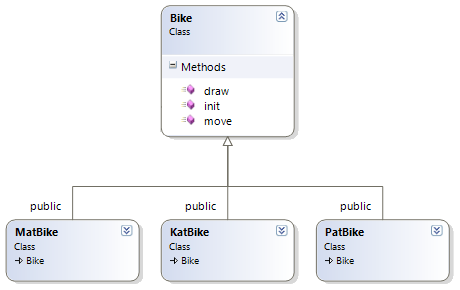 Bike
Class
Methods
draw
init
move
public public public
MatBike KatBike PatBike
Class Class Class
Bike Bike Bike